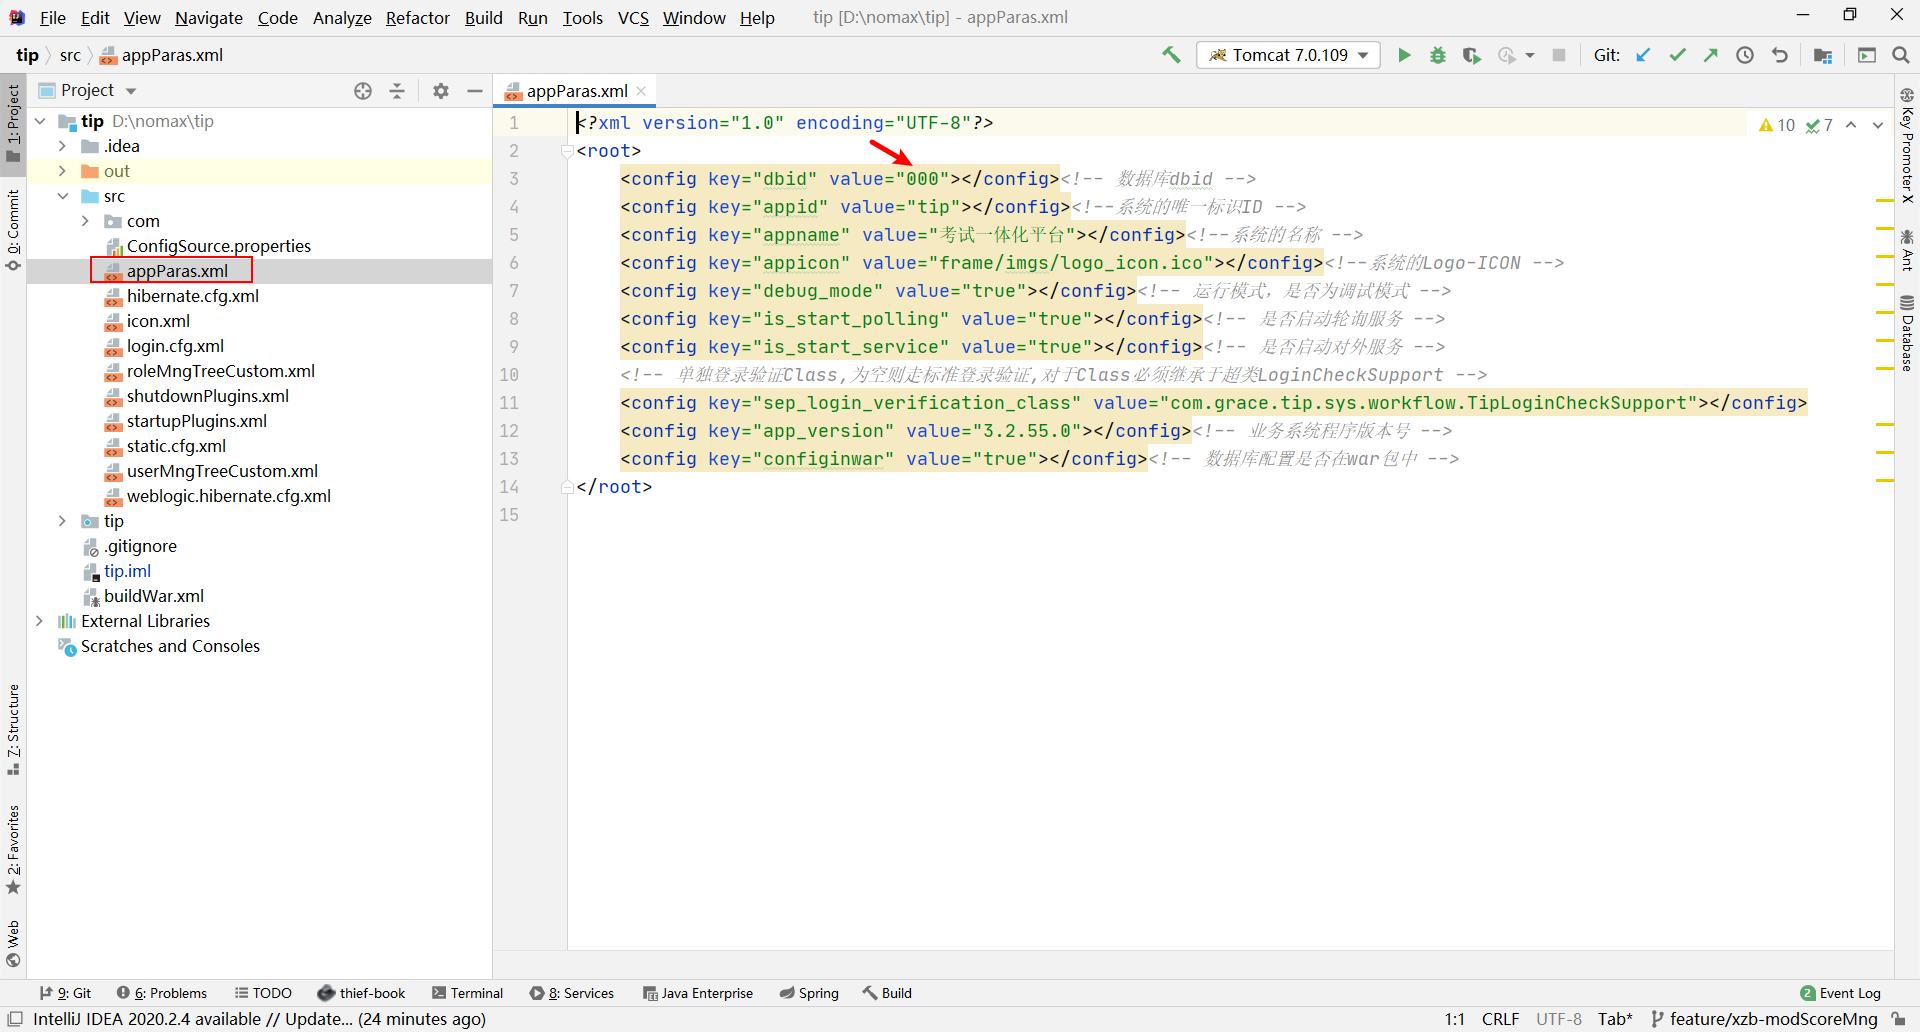 File Edit View Navigate Code Analyze Refactor Build Run Tools VCS Window Help tip [D:\nomax\tip] - appParas.xml
tip src appParas.xml
Tomcat 7.0.109 Git:
Project
appParas.xml
1: Project
0: Commit
7: Structure
2: Favorites
Web
tip D:\nomax\tip
.idea
out
src
com
ConfigSource.properties
appParas.xml
hibernate.cfg.xml
icon.xml
login.cfg.xml
roleMngTreeCustom.xml
shutdownPlugins.xml
startupPlugins.xml
static.cfg.xml
userMngTreeCustom.xml
weblogic.hibernate.cfg.xml
tip
.gitignore
tip.iml
buildWar.xml
External Libraries
Scratches and Consoles
1 <?xml version="1.0" encoding="UTF-8"?>
2 <root>
3 <config key="dbid" value="000"></config><!-- 数据库dbid -->
4 <config key="appid" value="tip"></config><!--系统的唯一标识ID -->
5 <config key="appname" value="考试一体化平台"></config><!--系统的名称 -->
6 <config key="appicon" value="frame/imgs/logo_icon.ico"></config><!--系统的Logo-ICON -->
7 <config key="debug_mode" value="true"></config><!-- 运行模式，是否为调试模式 -->
8 <config key="is_start_polling" value="true"></config><!-- 是否启动轮询服务 -->
9 <config key="is_start_service" value="true"></config><!-- 是否启动对外服务 -->
10 <!-- 单独登录验证Class,为空则走标准登录验证,对于Class必须继承于超类LoginCheckSupport -->
11 <config key="sep_login_verification_class" value="com.grace.tip.sys.workflow.TipLoginCheckSupport"></config>
12 <config key="app_version" value="3.2.55.0"></config><!-- 业务系统程序版本号 -->
13 <config key="configinwar" value="true"></config><!-- 数据库配置是否在war包中 -->
14 </root>
15
10 7
Key Promoter X
Ant
Database
9: Git 6: Problems TODO thief-book Terminal 8: Services Java Enterprise Spring Build 2 Event Log
IntelliJ IDEA 2020.2.4 available // Update... (24 minutes ago) 1:1 CRLF UTF-8 Tab* feature/xzb-modScoreMng